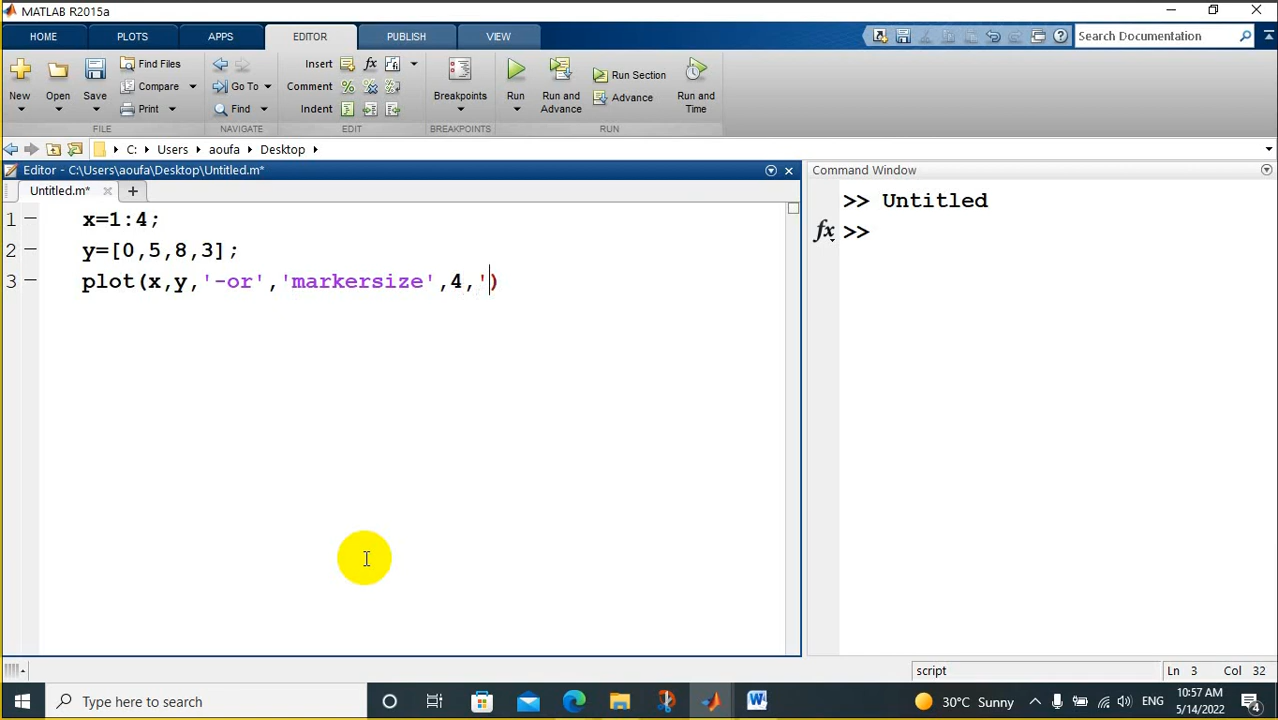 MATLAB R2015a
HOME PLOTS APPS EDITOR PUBLISH VIEW Search Documentation
New Open Save Find Files Compare Print
Insert fx Comment Indent
Go To Find
Breakpoints Run Run and Advance Run Section Advance Run and Time
FILE NAVIGATE EDIT BREAKPOINTS RUN
C: Users aoufa Desktop
Editor - C:\Users\aoufa\Desktop\Untitled.m*
Untitled.m*
1 x=1:4;
2 y=[0,5,8,3];
3 plot(x,y,'-or','markersize',4,')
Command Window
>> Untitled
fx >>
script Ln 3 Col 32
Type here to search
30°C Sunny ENG 10:57 AM 5/14/2022 4